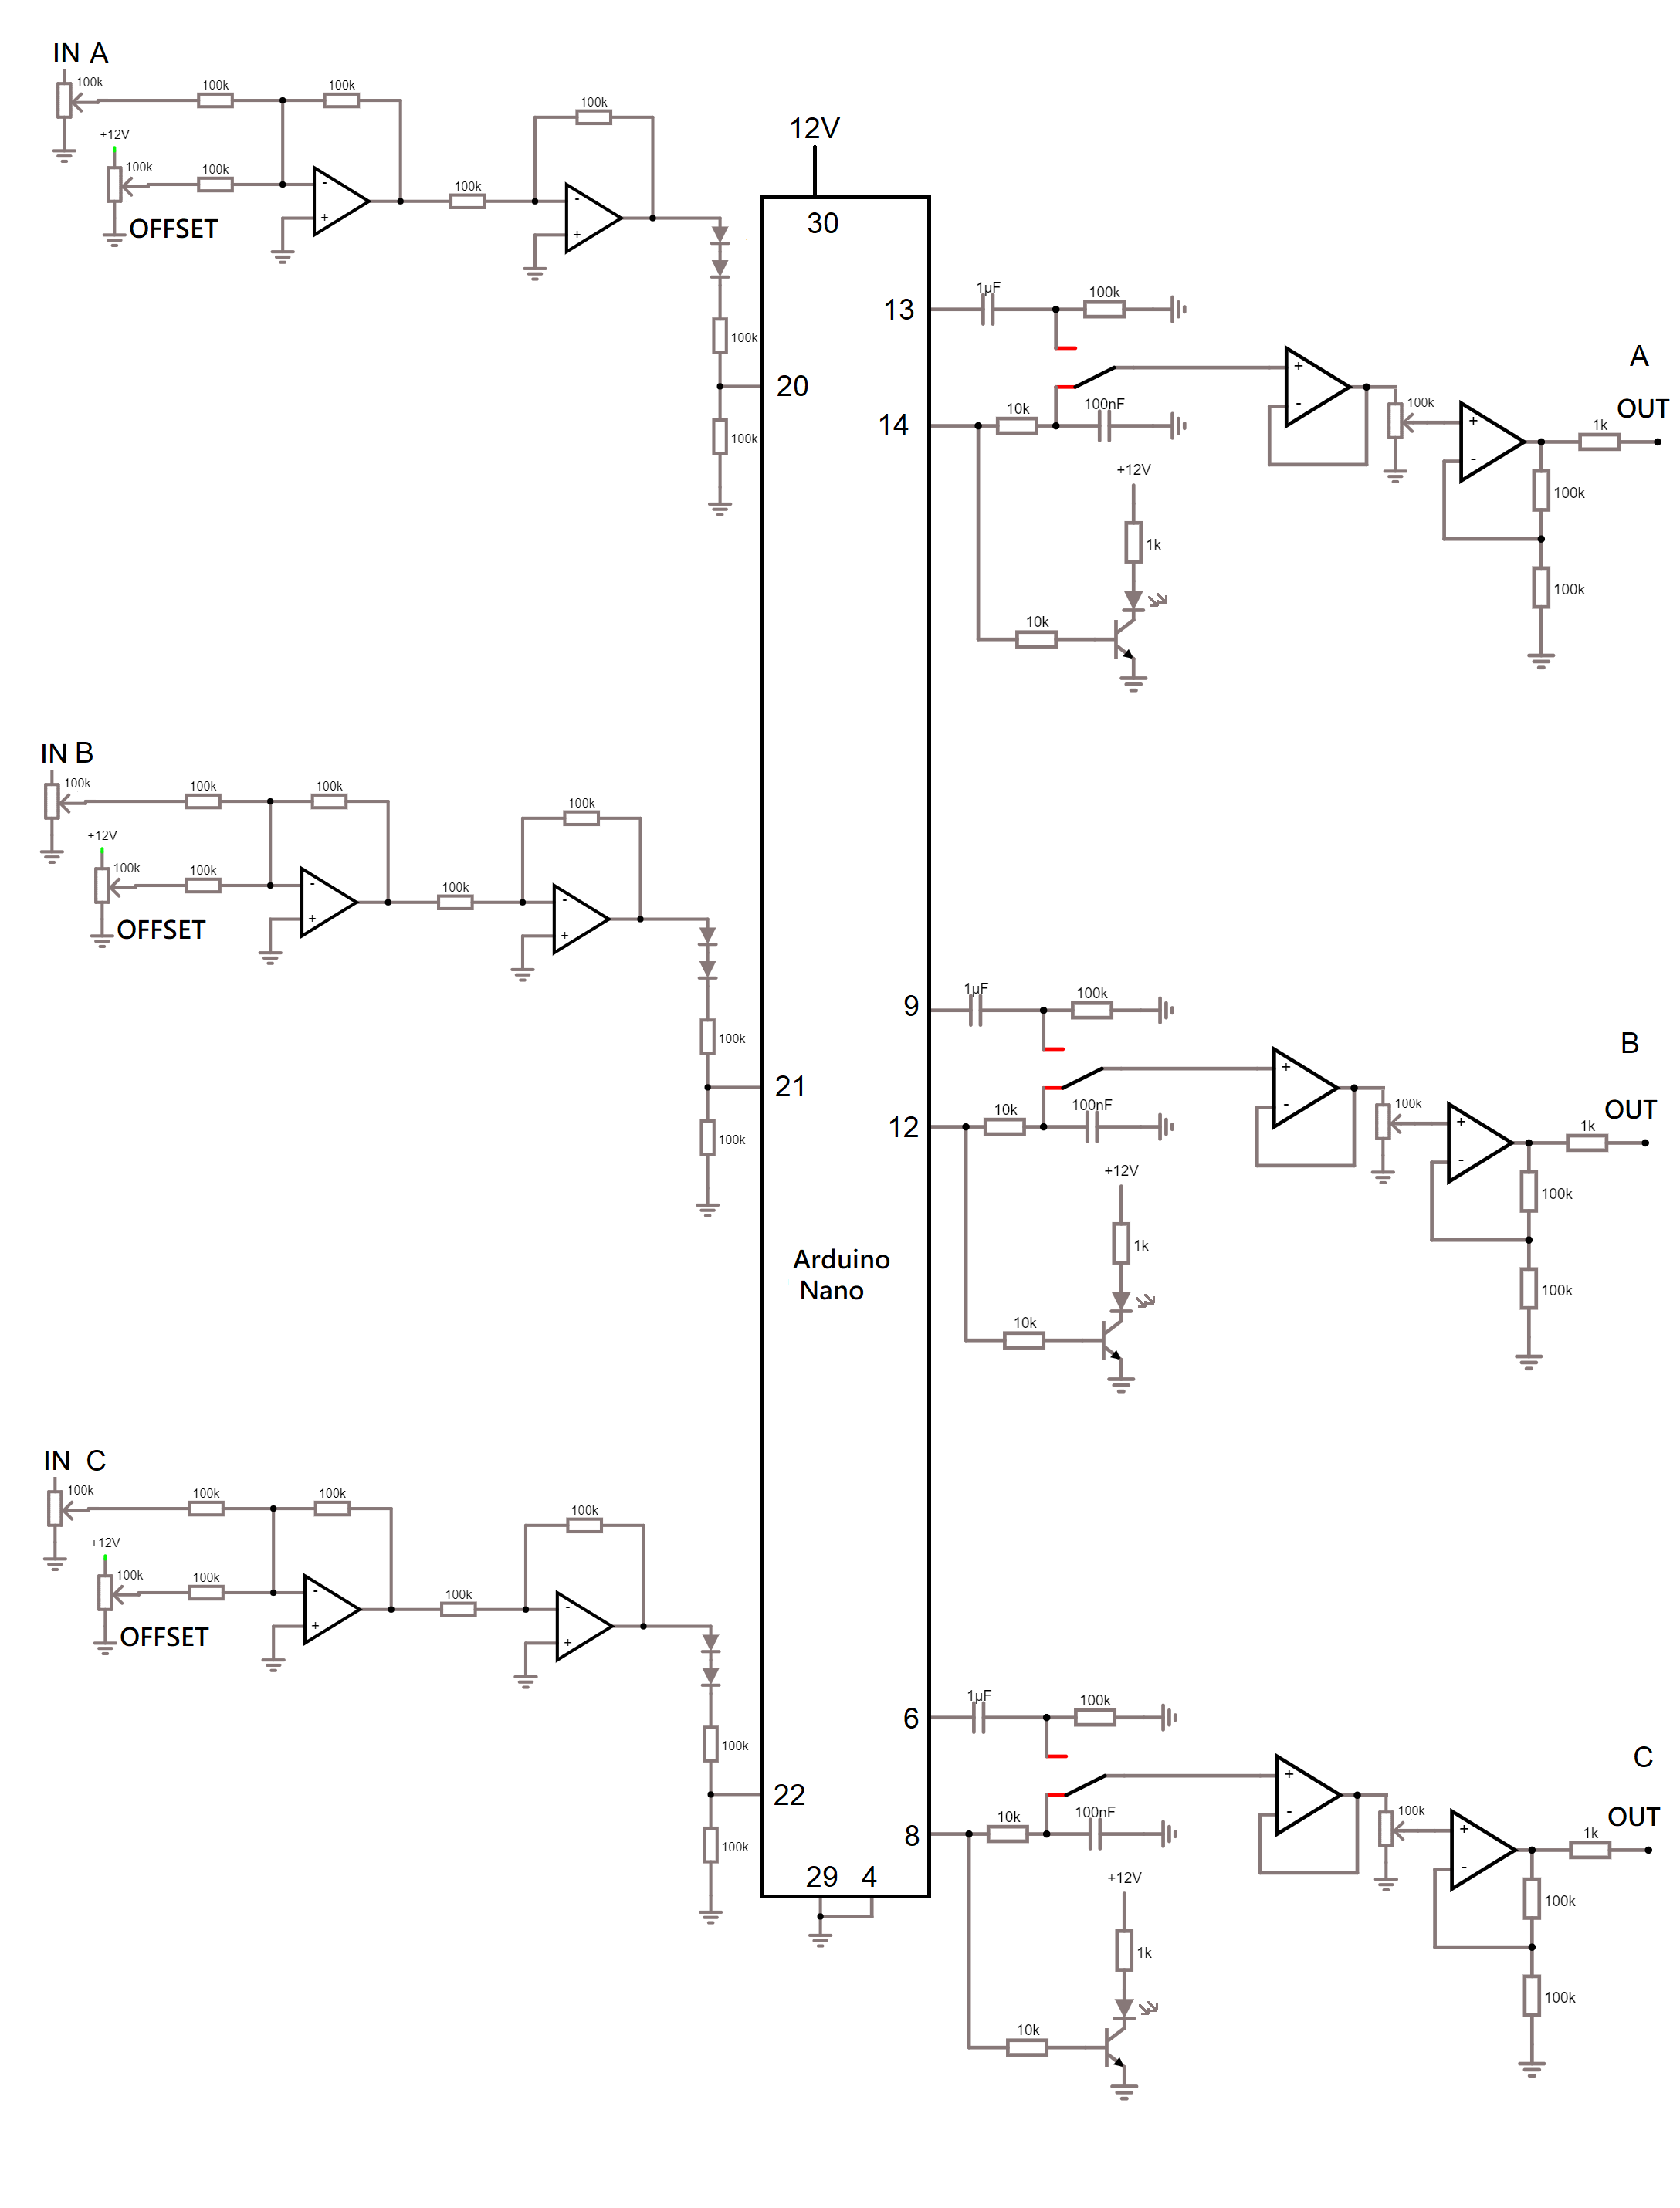 IN A
100k
100k
100k
+12V
100k
100k
OFFSET
-
+
100k
100k
-
+
100k
100k
12V
30
20
13
14
1µF
100k
10k
100nF
+12V
1k
10k
+
-
100k
+
-
A
OUT
1k
100k
100k
IN B
100k
100k
100k
+12V
100k
100k
OFFSET
-
+
100k
100k
-
+
100k
100k
21
9
12
Arduino
Nano
1µF
100k
10k
100nF
+12V
1k
10k
+
-
100k
+
-
B
OUT
1k
100k
100k
IN C
100k
100k
100k
+12V
100k
100k
OFFSET
-
+
100k
100k
-
+
100k
100k
22
6
8
29 4
1µF
100k
10k
100nF
+12V
1k
10k
+
-
100k
+
-
C
OUT
1k
100k
100k